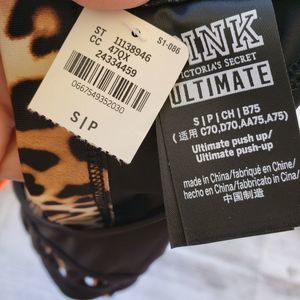 ST 11138946
CC 47QX
24334459
S1-086
0667549352030
S|P
PINK
VICTORIA'S SECRET
ULTIMATE
S | P | CH | B75
(适用 C70,D70,AA75,A75)
Ultimate push up/
Ultimate push-up
made in China/fabriqué en Chine/
hecho en China/fabbricato in Cina/
中国制造